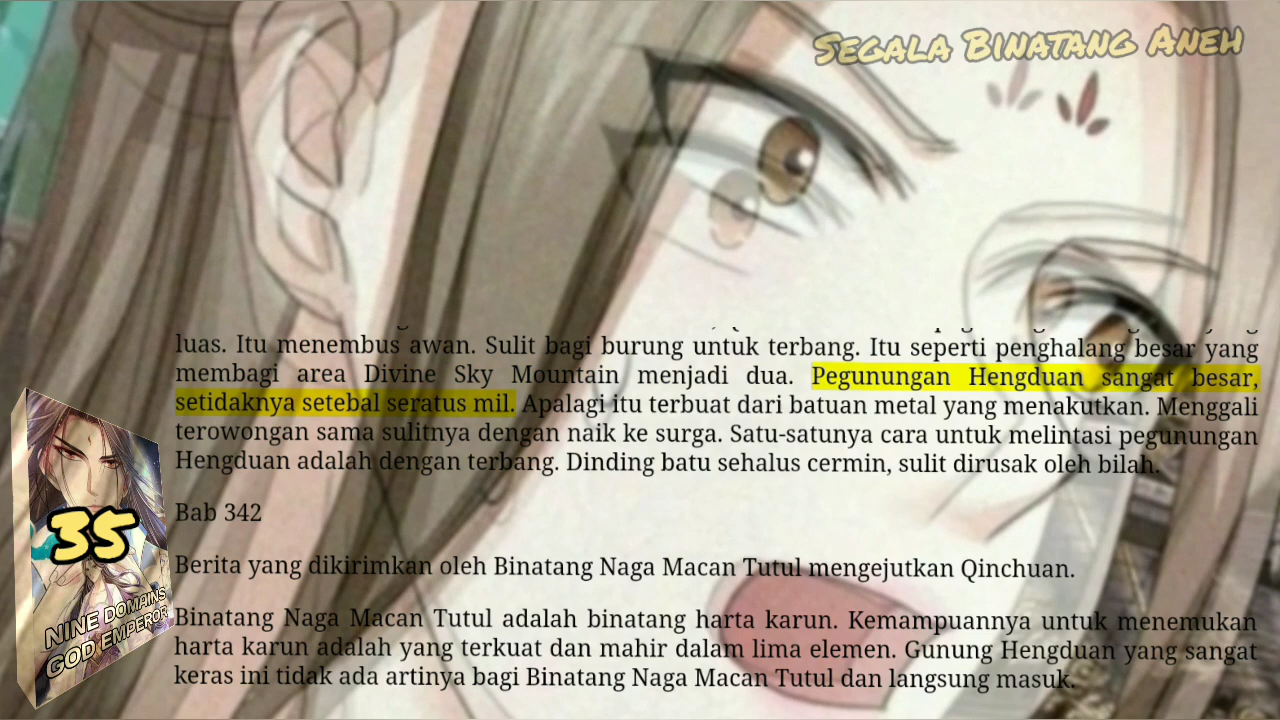 Segala Binatang Aneh
luas. Itu menembus awan. Sulit bagi burung untuk terbang. Itu seperti penghalang besar yang
membagi area Divine Sky Mountain menjadi dua. Pegunungan Hengduan sangat besar,
setidaknya setebal seratus mil. Apalagi itu terbuat dari batuan metal yang menakutkan. Menggali
terowongan sama sulitnya dengan naik ke surga. Satu-satunya cara untuk melintasi pegunungan
Hengduan adalah dengan terbang. Dinding batu sehalus cermin, sulit dirusak oleh bilah.
Bab 342
Berita yang dikirimkan oleh Binatang Naga Macan Tutul mengejutkan Qinchuan.
Binatang Naga Macan Tutul adalah binatang harta karun. Kemampuannya untuk menemukan
harta karun adalah yang terkuat dan mahir dalam lima elemen. Gunung Hengduan yang sangat
keras ini tidak ada artinya bagi Binatang Naga Macan Tutul dan langsung masuk.
35
NINE DOMAINS
GOD EMPEROR